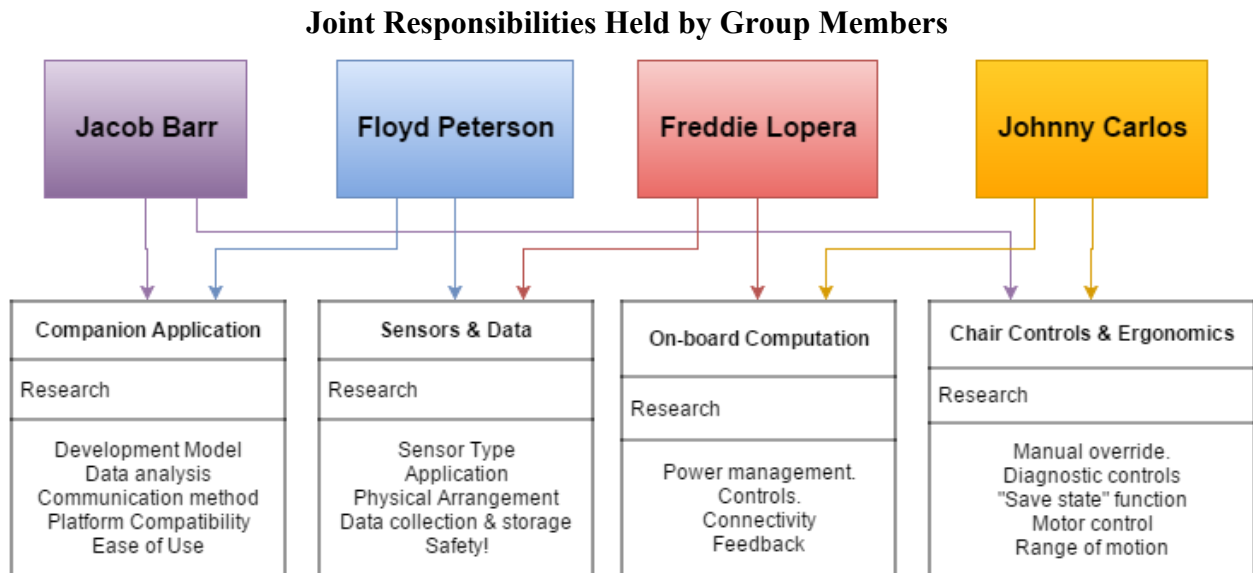 Joint Responsibilities Held by Group Members
Jacob Barr
Floyd Peterson
Freddie Lopera
Johnny Carlos
Companion Application
Research
Development Model
Data analysis
Communication method
Platform Compatibility
Ease of Use
Sensors & Data
Research
Sensor Type
Application
Physical Arrangement
Data collection & storage
Safety!
On-board Computation
Research
Power management.
Controls.
Connectivity
Feedback
Chair Controls & Ergonomics
Research
Manual override.
Diagnostic controls
"Save state" function
Motor control
Range of motion